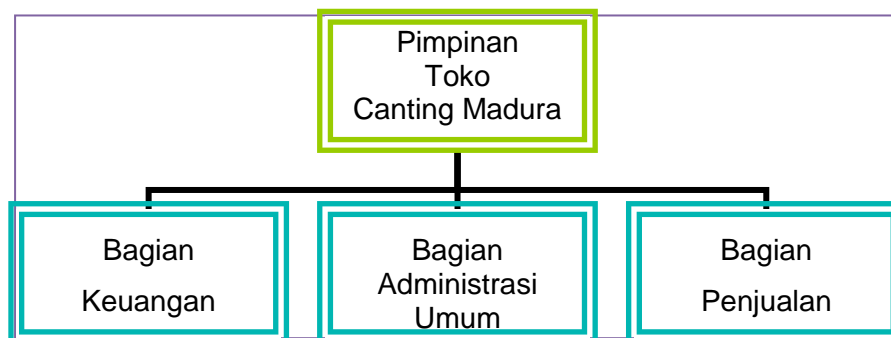 Pimpinan
Toko
Canting Madura
Bagian
Keuangan
Bagian
Administrasi
Umum
Bagian
Penjualan